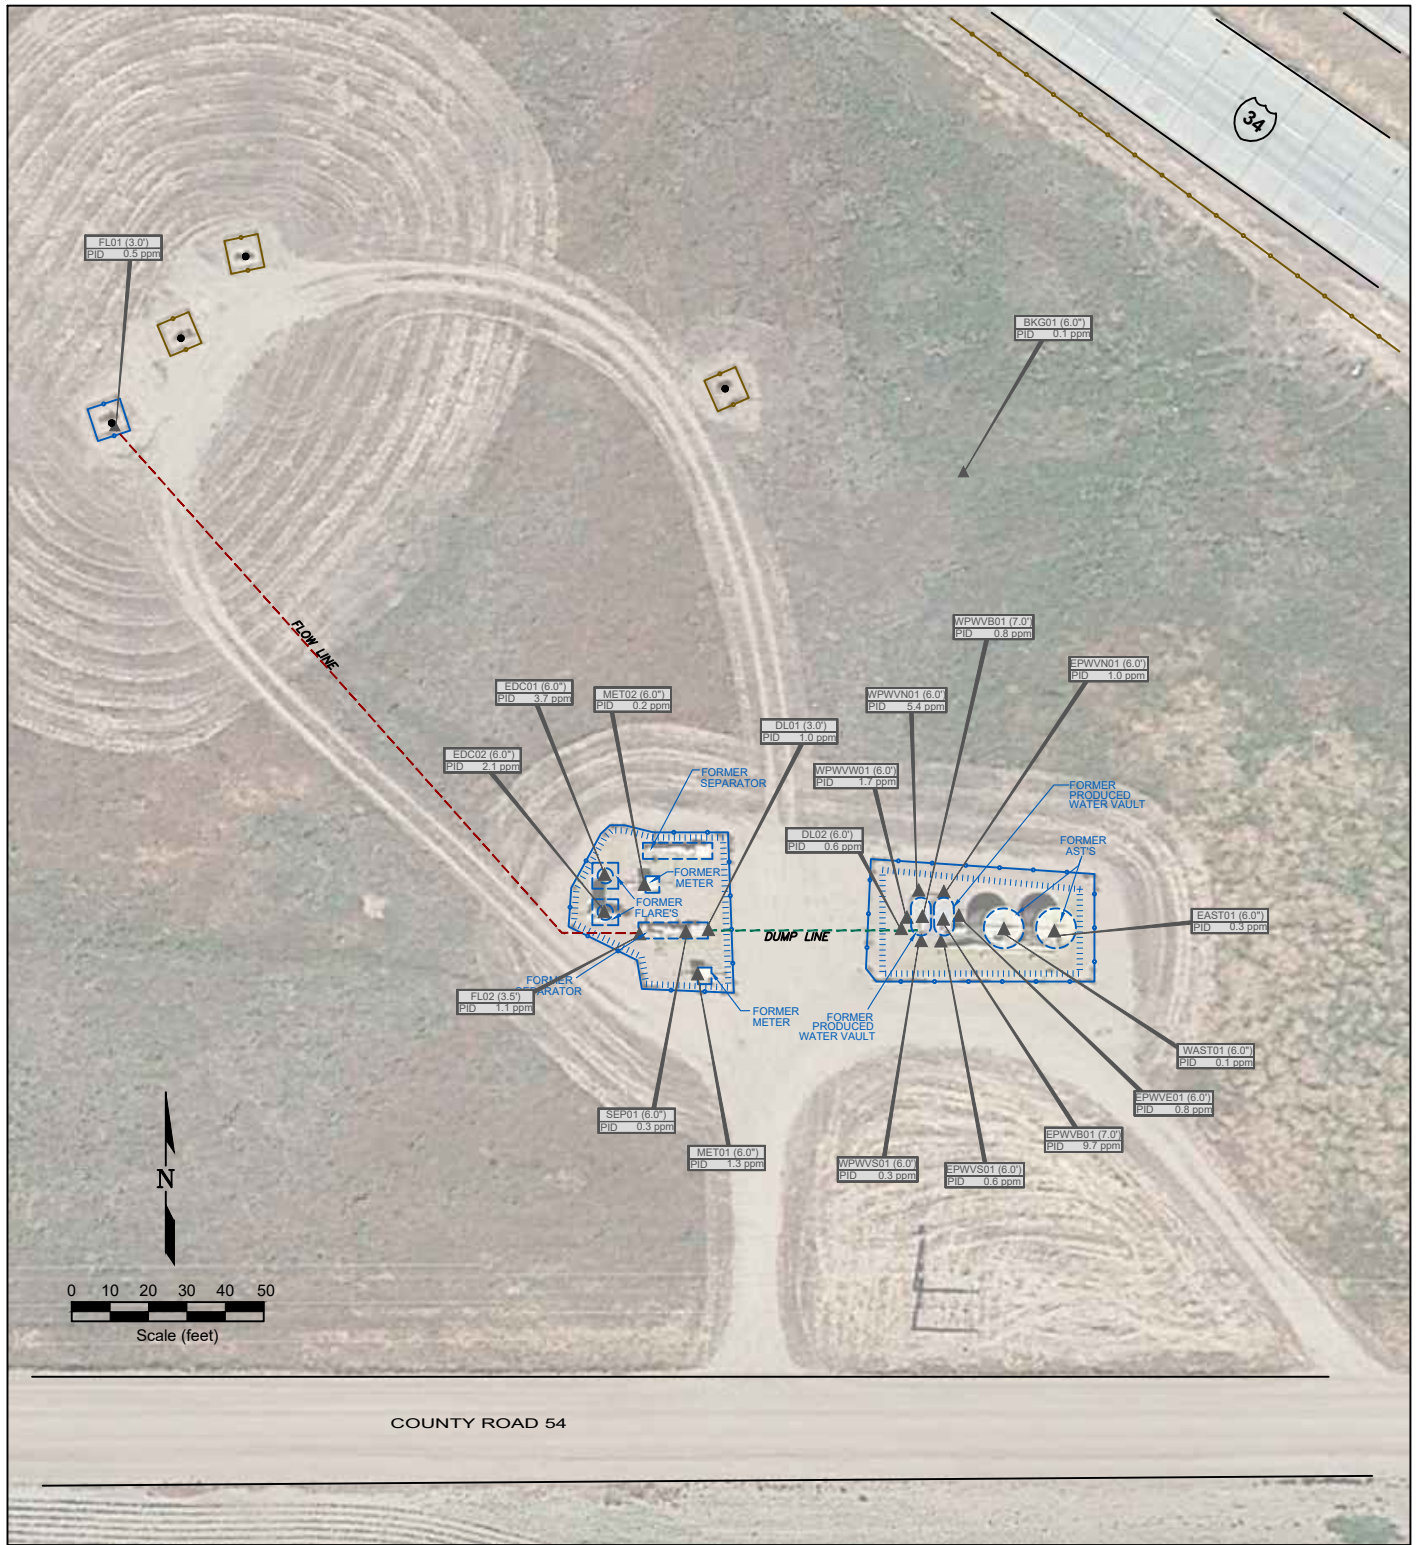 34
FL01 (3.0')
PID 0.5 ppm
BKG01 (6.0")
PID 0.1 ppm
FLOW LINE
WPWVB01 (7.0')
PID 0.8 ppm
EPWVN01 (6.0')
PID 1.0 ppm
EDC01 (6.0")
PID 3.7 ppm
MET02 (6.0")
PID 0.2 ppm
WPWVN01 (6.0')
PID 5.4 ppm
DL01 (3.0')
PID 1.0 ppm
EDC02 (6.0")
PID 2.1 ppm
FORMER
SEPARATOR
WPWVW01 (6.0')
PID 1.7 ppm
FORMER
PRODUCED
WATER VAULT
DL02 (6.0')
PID 0.6 ppm
FORMER
AST'S
FORMER
METER
FORMER
FLARE'S
EAST01 (6.0")
PID 0.3 ppm
DUMP LINE
FORMER
SEPARATOR
FL02 (3.5')
PID 1.1 ppm
FORMER
METER
FORMER
PRODUCED
WATER VAULT
WAST01 (6.0")
PID 0.1 ppm
EPWVE01 (6.0')
PID 0.8 ppm
SEP01 (6.0")
PID 0.3 ppm
EPWVB01 (7.0')
PID 9.7 ppm
MET01 (6.0")
PID 1.3 ppm
WPWVS01 (6.0')
PID 0.3 ppm
EPWVS01 (6.0')
PID 0.6 ppm
N
0 10 20 30 40 50
Scale (feet)
COUNTY ROAD 54